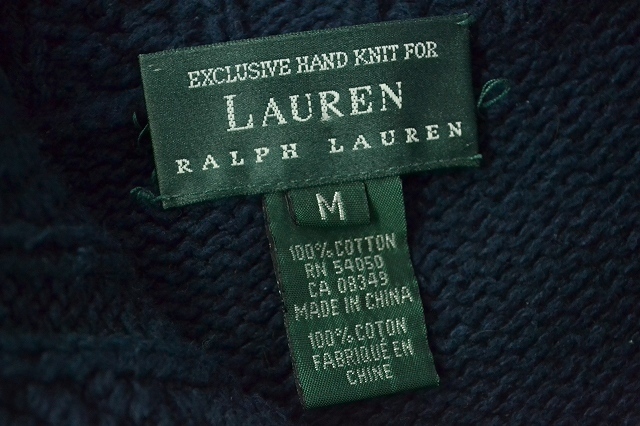 EXCLUSIVE HAND KNIT FOR
LAUREN
RALPH LAUREN
M
100% COTTON
RN 54050
CA 08349
MADE IN CHINA
100% COTON
FABRIQUÉ EN
CHINE